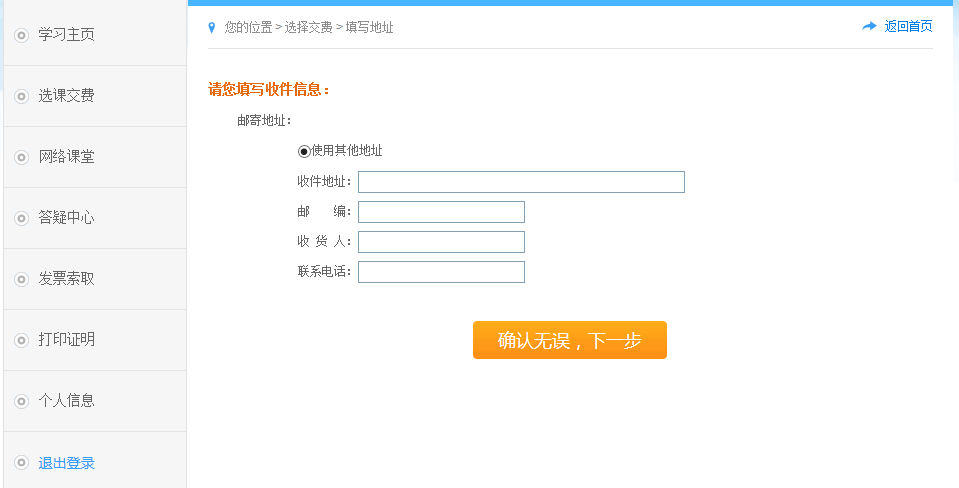 学习主页
选课交费
网络课堂
答疑中心
发票索取
打印证明
个人信息
退出登录
您的位置 > 选择交费 > 填写地址
返回首页
请您填写收件信息：
邮寄地址：
使用其他地址
收件地址：
邮 编：
收 货 人：
联系电话：
确认无误，下一步